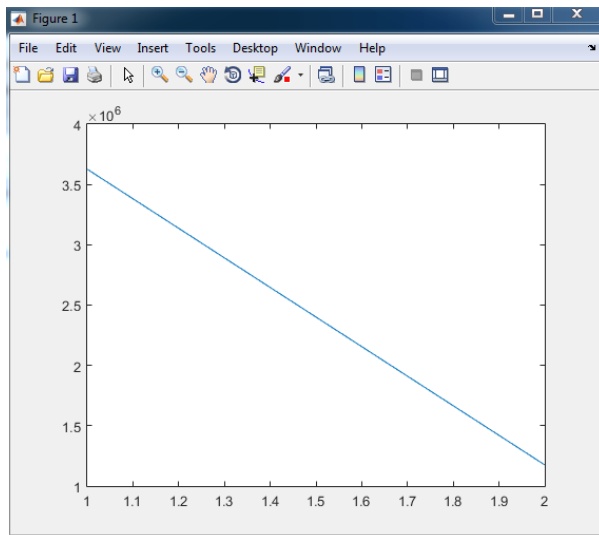 Figure 1
File Edit View Insert Tools Desktop Window Help
×10⁶
4
3.5
3
2.5
2
1.5
1
1 1.1 1.2 1.3 1.4 1.5 1.6 1.7 1.8 1.9 2